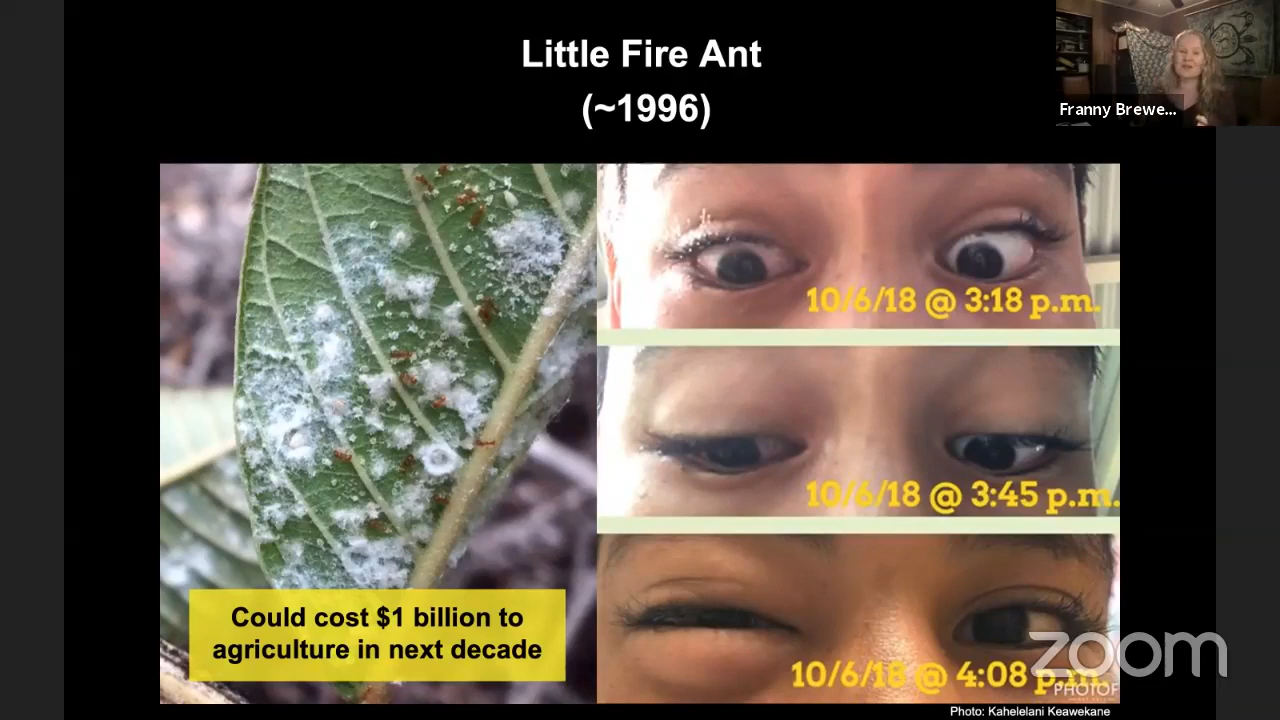 Little Fire Ant
(~1996)
Franny Brewe...
10/6/18 @ 3:18 p.m.
10/6/18 @ 3:45 p.m.
Could cost $1 billion to
agriculture in next decade
10/6/18 @ 4:08 p.m.
zoom
PHOTOF
Photo: Kahelelani Keawekane